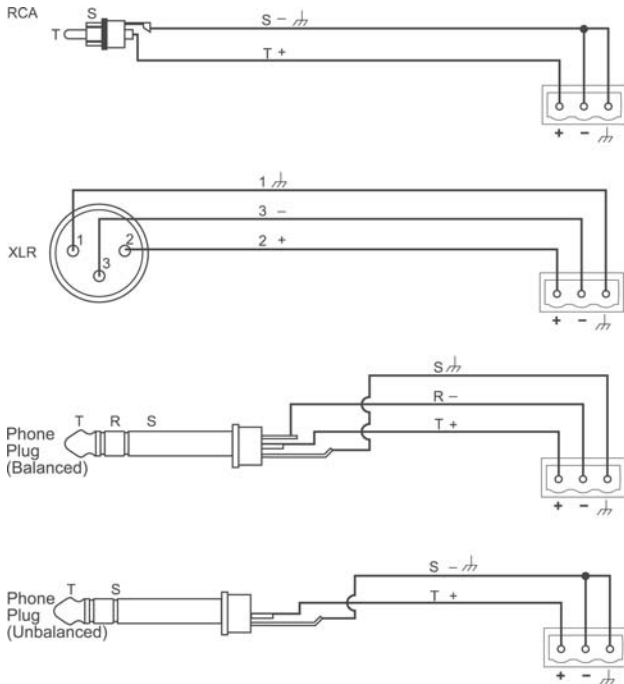 RCA
S
T
S –
T +
+ –
1
3 –
2 +
XLR
1
2
3
+ –
S
R –
T +
T R S
Phone
Plug
(Balanced)
+ –
S –
T +
T S
Phone
Plug
(Unbalanced)
+ –